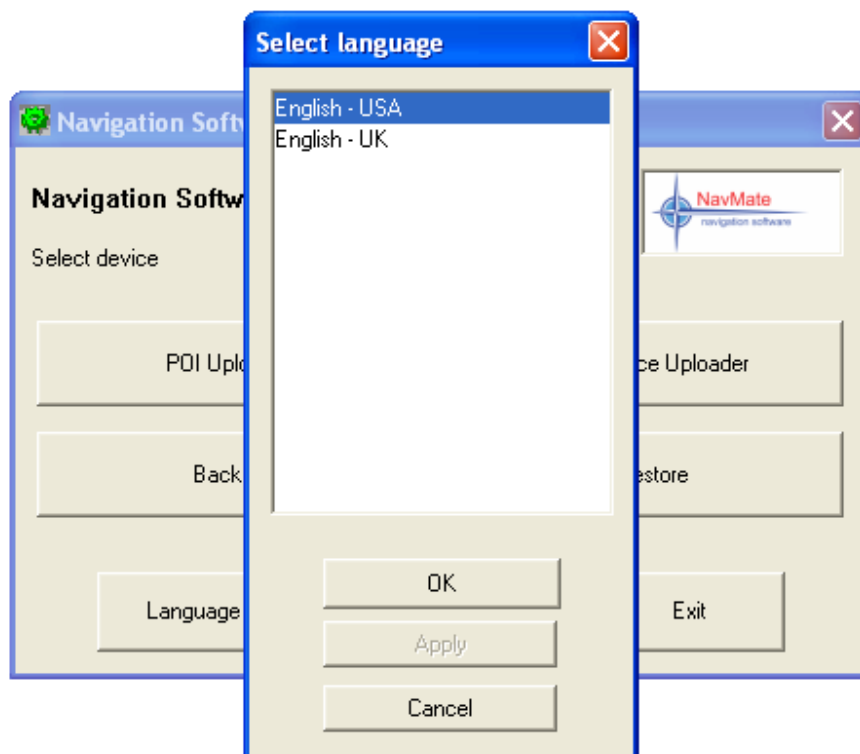 Select language
English - USA
English - UK
OK
Apply
Cancel
Navigation Soft
Navigation Softw
NavMate
navigation software
Select device
POI Uplo
ce Uploader
Back
estore
Language
Exit